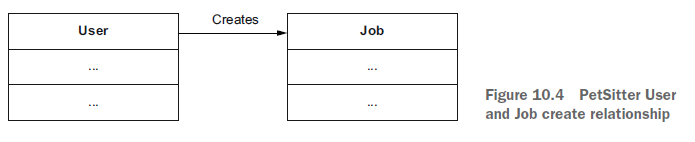 Creates
User
Job
...
...
...
...
Figure 10.4 PetSitter User
and Job create relationship